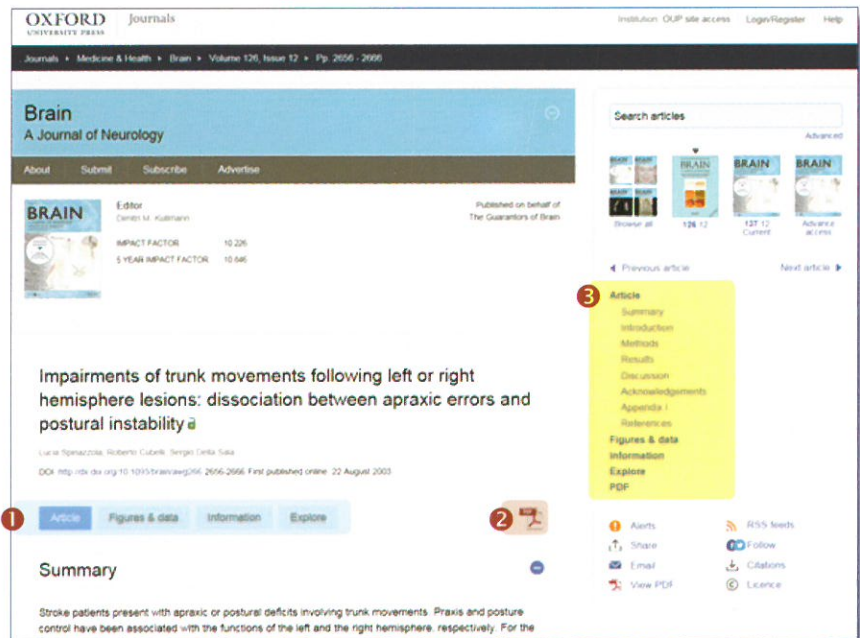 OXFORD
UNIVERSITY PRESS
Journals
Institution: OUP site access Login/Register Help
Journals ▸ Medicine & Health ▸ Brain ▸ Volume 126, Issue 12 ▸ Pp. 2656 - 2666
Brain
A Journal of Neurology
About Submit Subscribe Advertise
BRAIN
Editor
Dimitri M. Kullmann
IMPACT FACTOR 10.226
5 YEAR IMPACT FACTOR
Published on behalf of
The Guarantors of Brain
Impairments of trunk movements following left or right
hemisphere lesions: dissociation between apraxic errors and
postural instability
Lucia Spinazzola, Roberto Cubelli, Sergio Della Sala
DOI: http://dx.doi.org/10.1093/brain/awg266 2656-2666 First published online: 22 August 2003
1
Article Figures & data Information Explore
2
Summary
Stroke patients present with apraxic or postural deficits involving trunk movements. Praxis and posture
control have been associated with the functions of the left and the right hemisphere, respectively. For the
Search articles
Advanced
BRAIN BRAIN BRAIN BRAIN
BRAIN BRAIN
Browse all 126 12 137 12 Advance
Current access
Previous article Next article
3
Article
Summary
Introduction
Methods
Results
Discussion
Acknowledgements
Appendix I
References
Figures & data
Information
Explore
PDF
Alerts RSS feeds
Share Follow
Email Citations
View PDF Licence